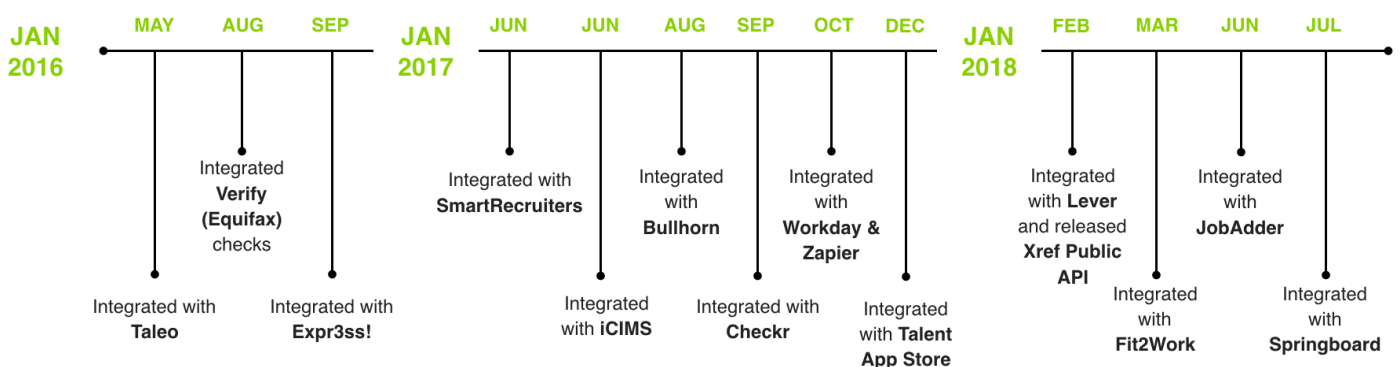 JAN
2016
MAY
AUG
SEP
JAN
2017
JUN
JUN
AUG
SEP
OCT
DEC
JAN
2018
FEB
MAR
JUN
JUL
Integrated with
Taleo
Integrated
Verify
(Equifax)
checks
Integrated with
Expr3ss!
Integrated with
SmartRecruiters
Integrated
with iCIMS
Integrated
with
Bullhorn
Integrated with
Checkr
Integrated
with
Workday &
Zapier
Integrated
with Talent
App Store
Integrated
with Lever
and released
Xref Public
API
Integrated
with
Fit2Work
Integrated
with
JobAdder
Integrated
with
Springboard